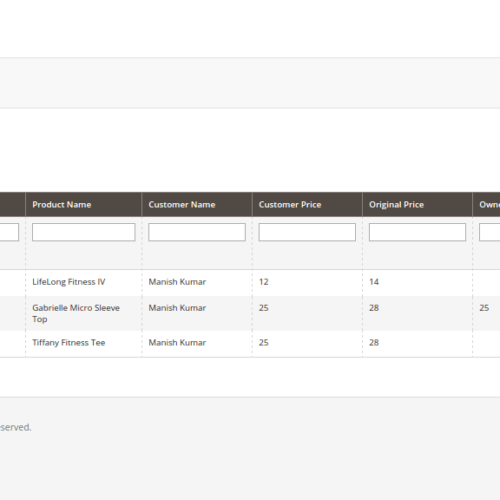 Product Name Customer Name Customer Price Original Price Owne
LifeLong Fitness IV Manish Kumar 12 14
Gabrielle Micro Sleeve Manish Kumar 25 28 25
Top
Tiffany Fitness Tee Manish Kumar 25 28
served.